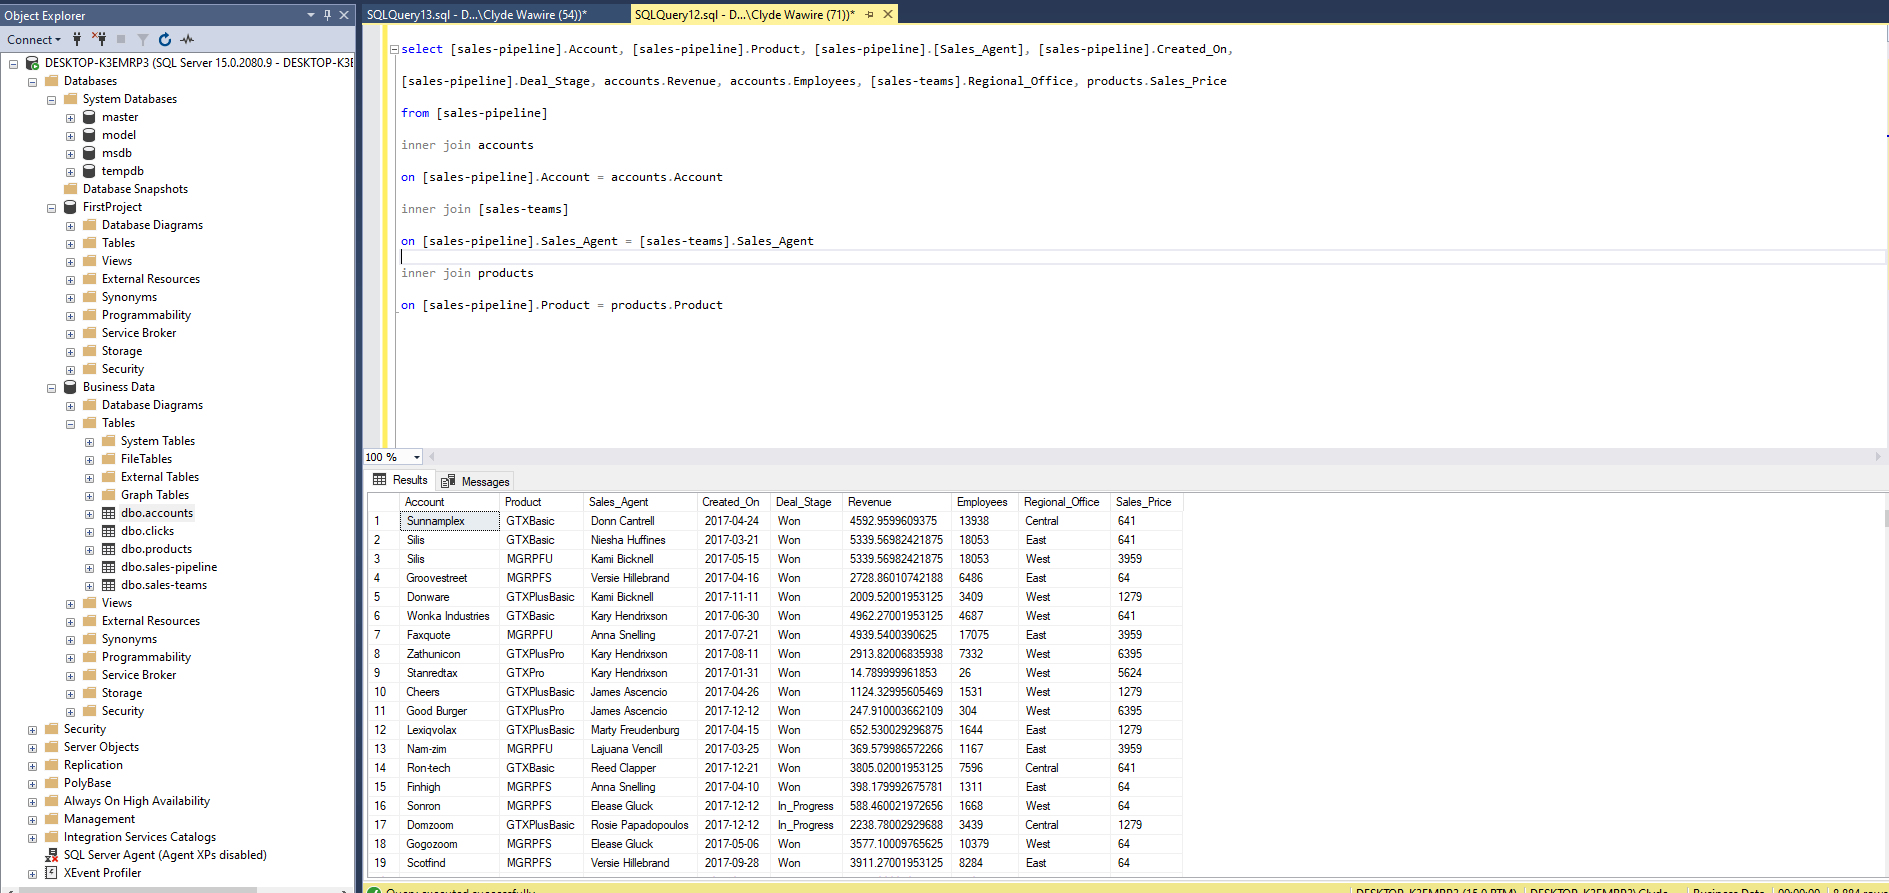 Object Explorer
Connect
DESKTOP-K3EMRP3 (SQL Server 15.0.2080.9 - DESKTOP-K3E
Databases
System Databases
master
model
msdb
tempdb
Database Snapshots
FirstProject
Database Diagrams
Tables
Views
External Resources
Synonyms
Programmability
Service Broker
Storage
Security
Business Data
Database Diagrams
Tables
System Tables
FileTables
External Tables
Graph Tables
dbo.accounts
dbo.clicks
dbo.products
dbo.sales-pipeline
dbo.sales-teams
Views
External Resources
Synonyms
Programmability
Service Broker
Storage
Security
Security
Server Objects
Replication
PolyBase
Always On High Availability
Management
Integration Services Catalogs
SQL Server Agent (Agent XPs disabled)
XEvent Profiler
SQLQuery13.sql - D...\Clyde Wawire (54))* SQLQuery12.sql - D...\Clyde Wawire (71))*
select [sales-pipeline].Account, [sales-pipeline].Product, [sales-pipeline].[Sales_Agent], [sales-pipeline].Created_On,
[sales-pipeline].Deal_Stage, accounts.Revenue, accounts.Employees, [sales-teams].Regional_Office, products.Sales_Price
from [sales-pipeline]
inner join accounts
on [sales-pipeline].Account = accounts.Account
inner join [sales-teams]
on [sales-pipeline].Sales_Agent = [sales-teams].Sales_Agent
inner join products
on [sales-pipeline].Product = products.Product
100 %
Results Messages
Account Product Sales_Agent Created_On Deal_Stage Revenue Employees Regional_Office Sales_Price
1 Sunnamplex GTXBasic Donn Cantrell 2017-04-24 Won 4592.9599609375 13938 Central 641
2 Silis GTXBasic Niesha Huffines 2017-03-21 Won 5339.56982421875 18053 East 641
3 Silis MGRPFU Kami Bicknell 2017-05-15 Won 5339.56982421875 18053 West 3959
4 Groovestreet MGRPFS Versie Hillebrand 2017-04-16 Won 2728.86010742188 6486 East 64
5 Donware GTXPlusBasic Kami Bicknell 2017-11-11 Won 2009.52001953125 3409 West 1279
6 Wonka Industries GTXBasic Kary Hendrixson 2017-06-30 Won 4962.27001953125 4687 West 641
7 Faxquote MGRPFU Anna Snelling 2017-07-21 Won 4939.5400390625 17075 East 3959
8 Zathunicon GTXPlusPro Kary Hendrixson 2017-08-11 Won 2913.82006835938 7332 West 6395
9 Stanredtax GTXPro Kary Hendrixson 2017-01-31 Won 14.789999961853 26 West 5624
10 Cheers GTXPlusBasic James Ascencio 2017-04-26 Won 1124.32995605469 1531 West 1279
11 Good Burger GTXPlusPro James Ascencio 2017-12-12 Won 247.910003662109 304 West 6395
12 Lexiqvolax GTXPlusBasic Marty Freudenburg 2017-04-15 Won 652.530029296875 1644 East 1279
13 Nam-zim MGRPFU Lajuana Vencill 2017-03-25 Won 369.579986572266 1167 East 3959
14 Ron-tech GTXBasic Reed Clapper 2017-12-21 Won 3805.02001953125 7596 Central 641
15 Finhigh MGRPFS Anna Snelling 2017-04-10 Won 398.179992675781 1311 East 64
16 Sonron MGRPFS Elease Gluck 2017-12-12 In_Progress 588.460021972656 1668 West 64
17 Domzoom GTXPlusBasic Rosie Papadopoulos 2017-12-12 In_Progress 2238.78002929688 3439 Central 1279
18 Gogozoom MGRPFS Elease Gluck 2017-05-06 Won 3577.10009765625 10379 West 64
19 Scotfind MGRPFS Versie Hillebrand 2017-09-28 Won 3911.27001953125 8284 East 64
Query executed successfully DESKTOP-K3EMRP3 (15.0 RTM) DESKTOP-K3EMRP3\Clyde Business Data 00:00:00 8,884 rows